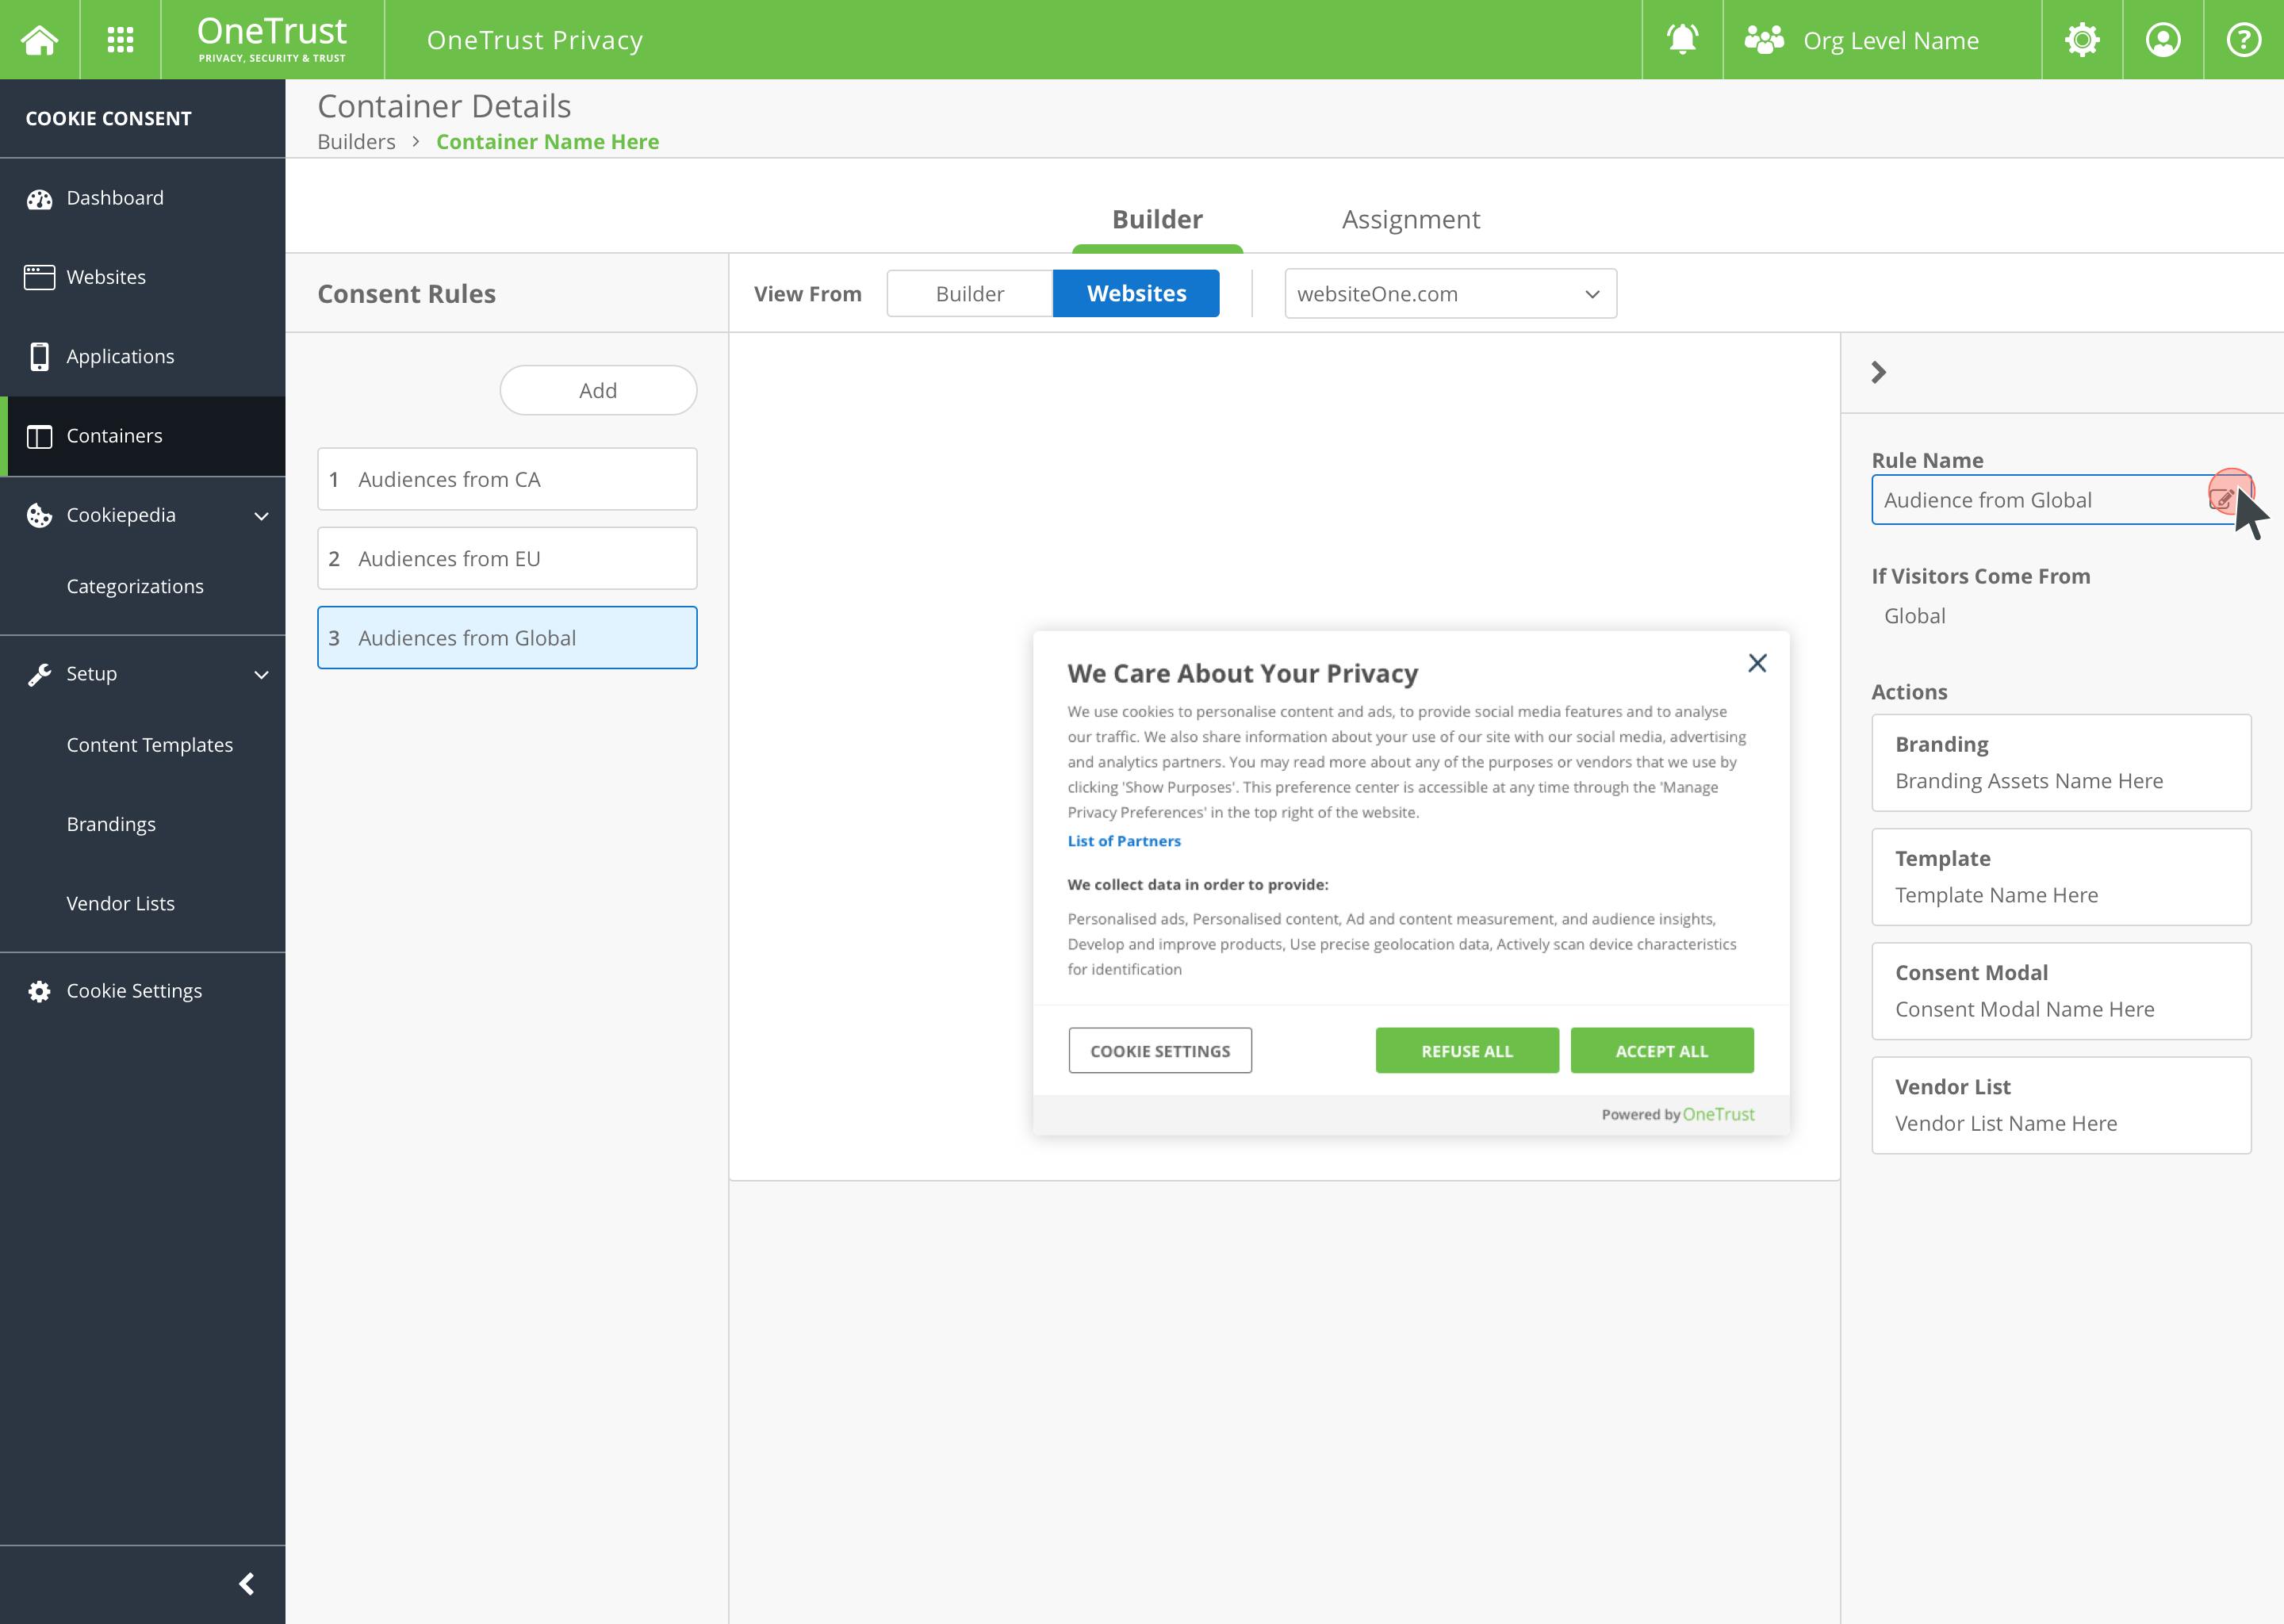 OneTrust
PRIVACY, SECURITY & TRUST
OneTrust Privacy
Org Level Name
?
COOKIE CONSENT
Dashboard
Websites
Applications
Containers
Cookiepedia
Categorizations
Setup
Content Templates
Brandings
Vendor Lists
Cookie Settings
Container Details
Builders > Container Name Here
Builder
Assignment
Consent Rules
Add
1 Audiences from CA
2 Audiences from EU
3 Audiences from Global
View From
Builder
Websites
websiteOne.com
We Care About Your Privacy
We use cookies to personalise content and ads, to provide social media features and to analyse
our traffic. We also share information about your use of our site with our social media, advertising
and analytics partners. You may read more about any of the purposes or vendors that we use by
clicking 'Show Purposes'. This preference center is accessible at any time through the 'Manage
Privacy Preferences' in the top right of the website.
List of Partners
We collect data in order to provide:
Personalised ads, Personalised content, Ad and content measurement, and audience insights,
Develop and improve products, Use precise geolocation data, Actively scan device characteristics
for identification
COOKIE SETTINGS
REFUSE ALL
ACCEPT ALL
Powered by OneTrust
Rule Name
Audience from Global
If Visitors Come From
Global
Actions
Branding
Branding Assets Name Here
Template
Template Name Here
Consent Modal
Consent Modal Name Here
Vendor List
Vendor List Name Here